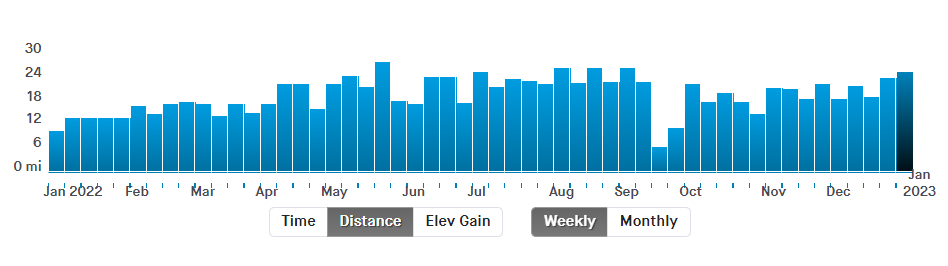 30
24
18
12
6
0 mi
Jan 2022 Feb Mar Apr May Jun Jul Aug Sep Oct Nov Dec Jan 2023
Time Distance Elev Gain Weekly Monthly